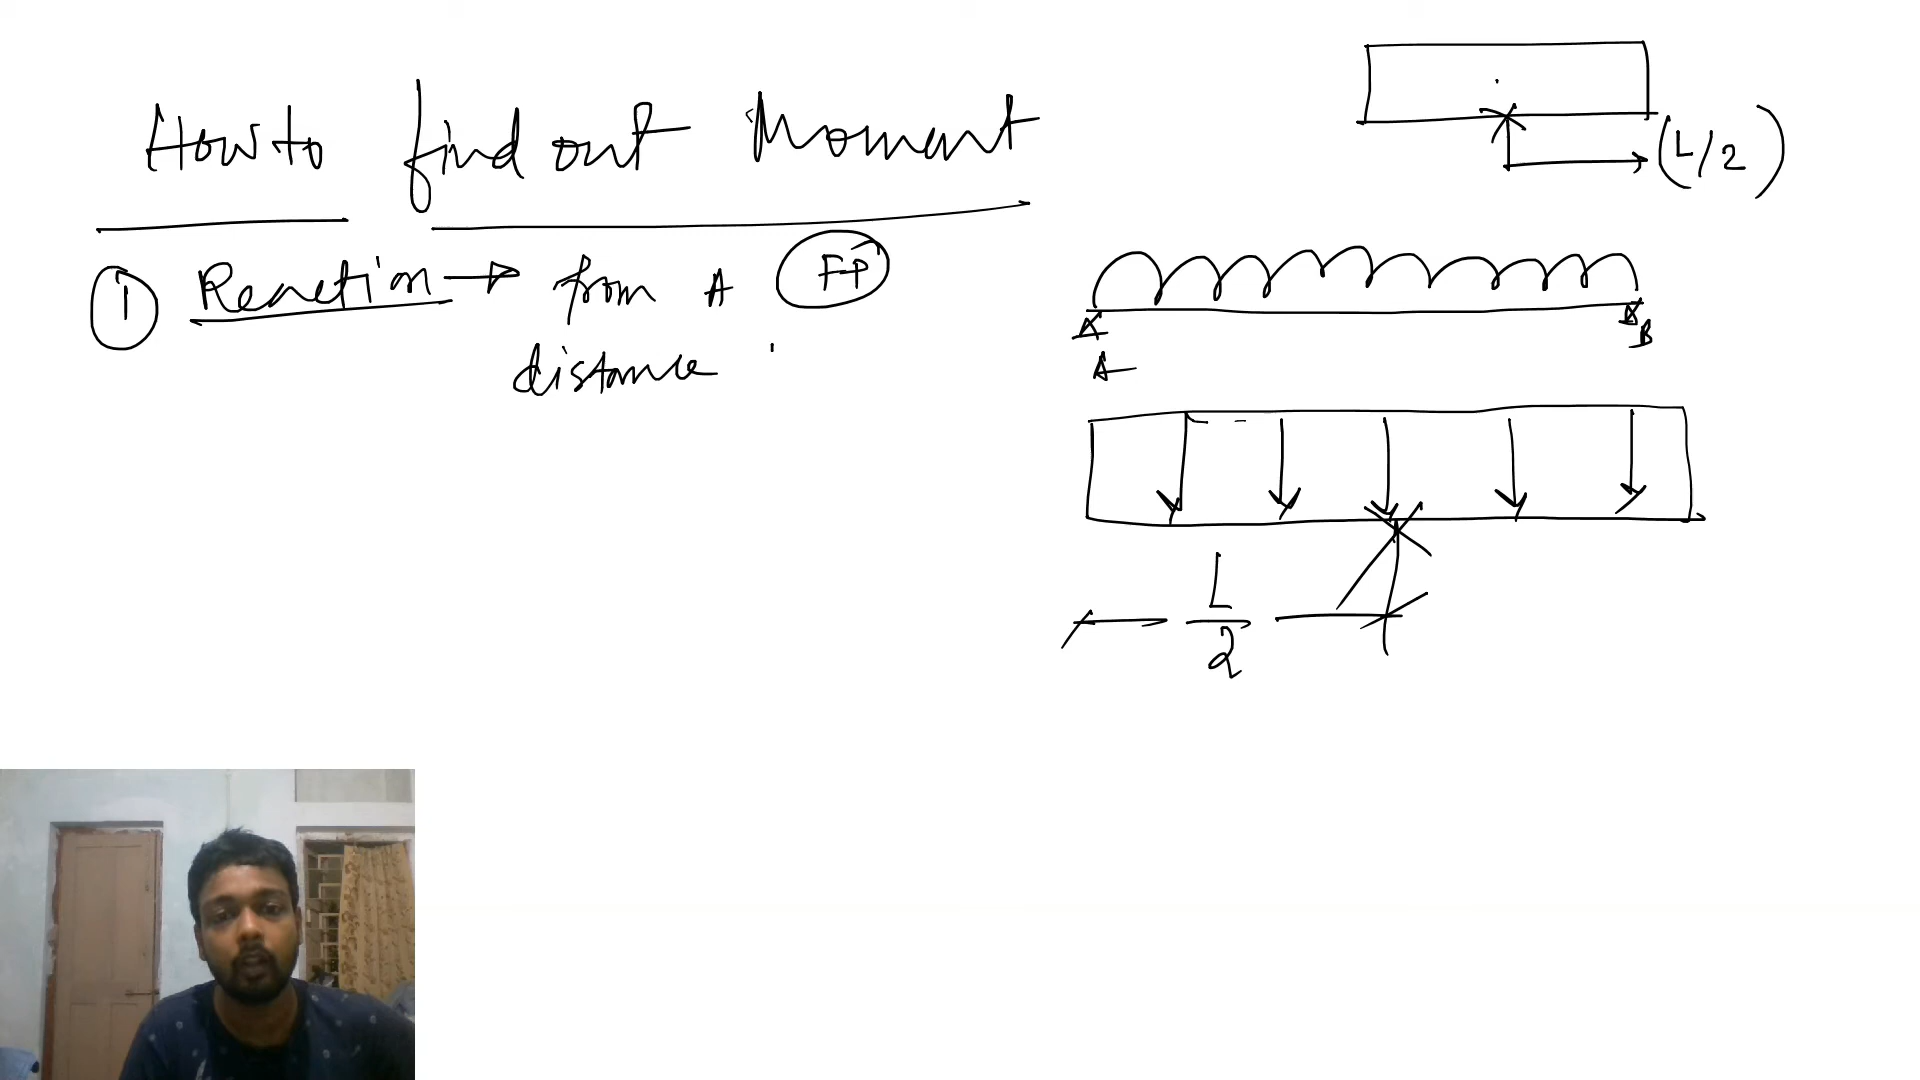 How to find out Moment
(L/2)
① Reaction → from A FP
distance
A
B
L
2